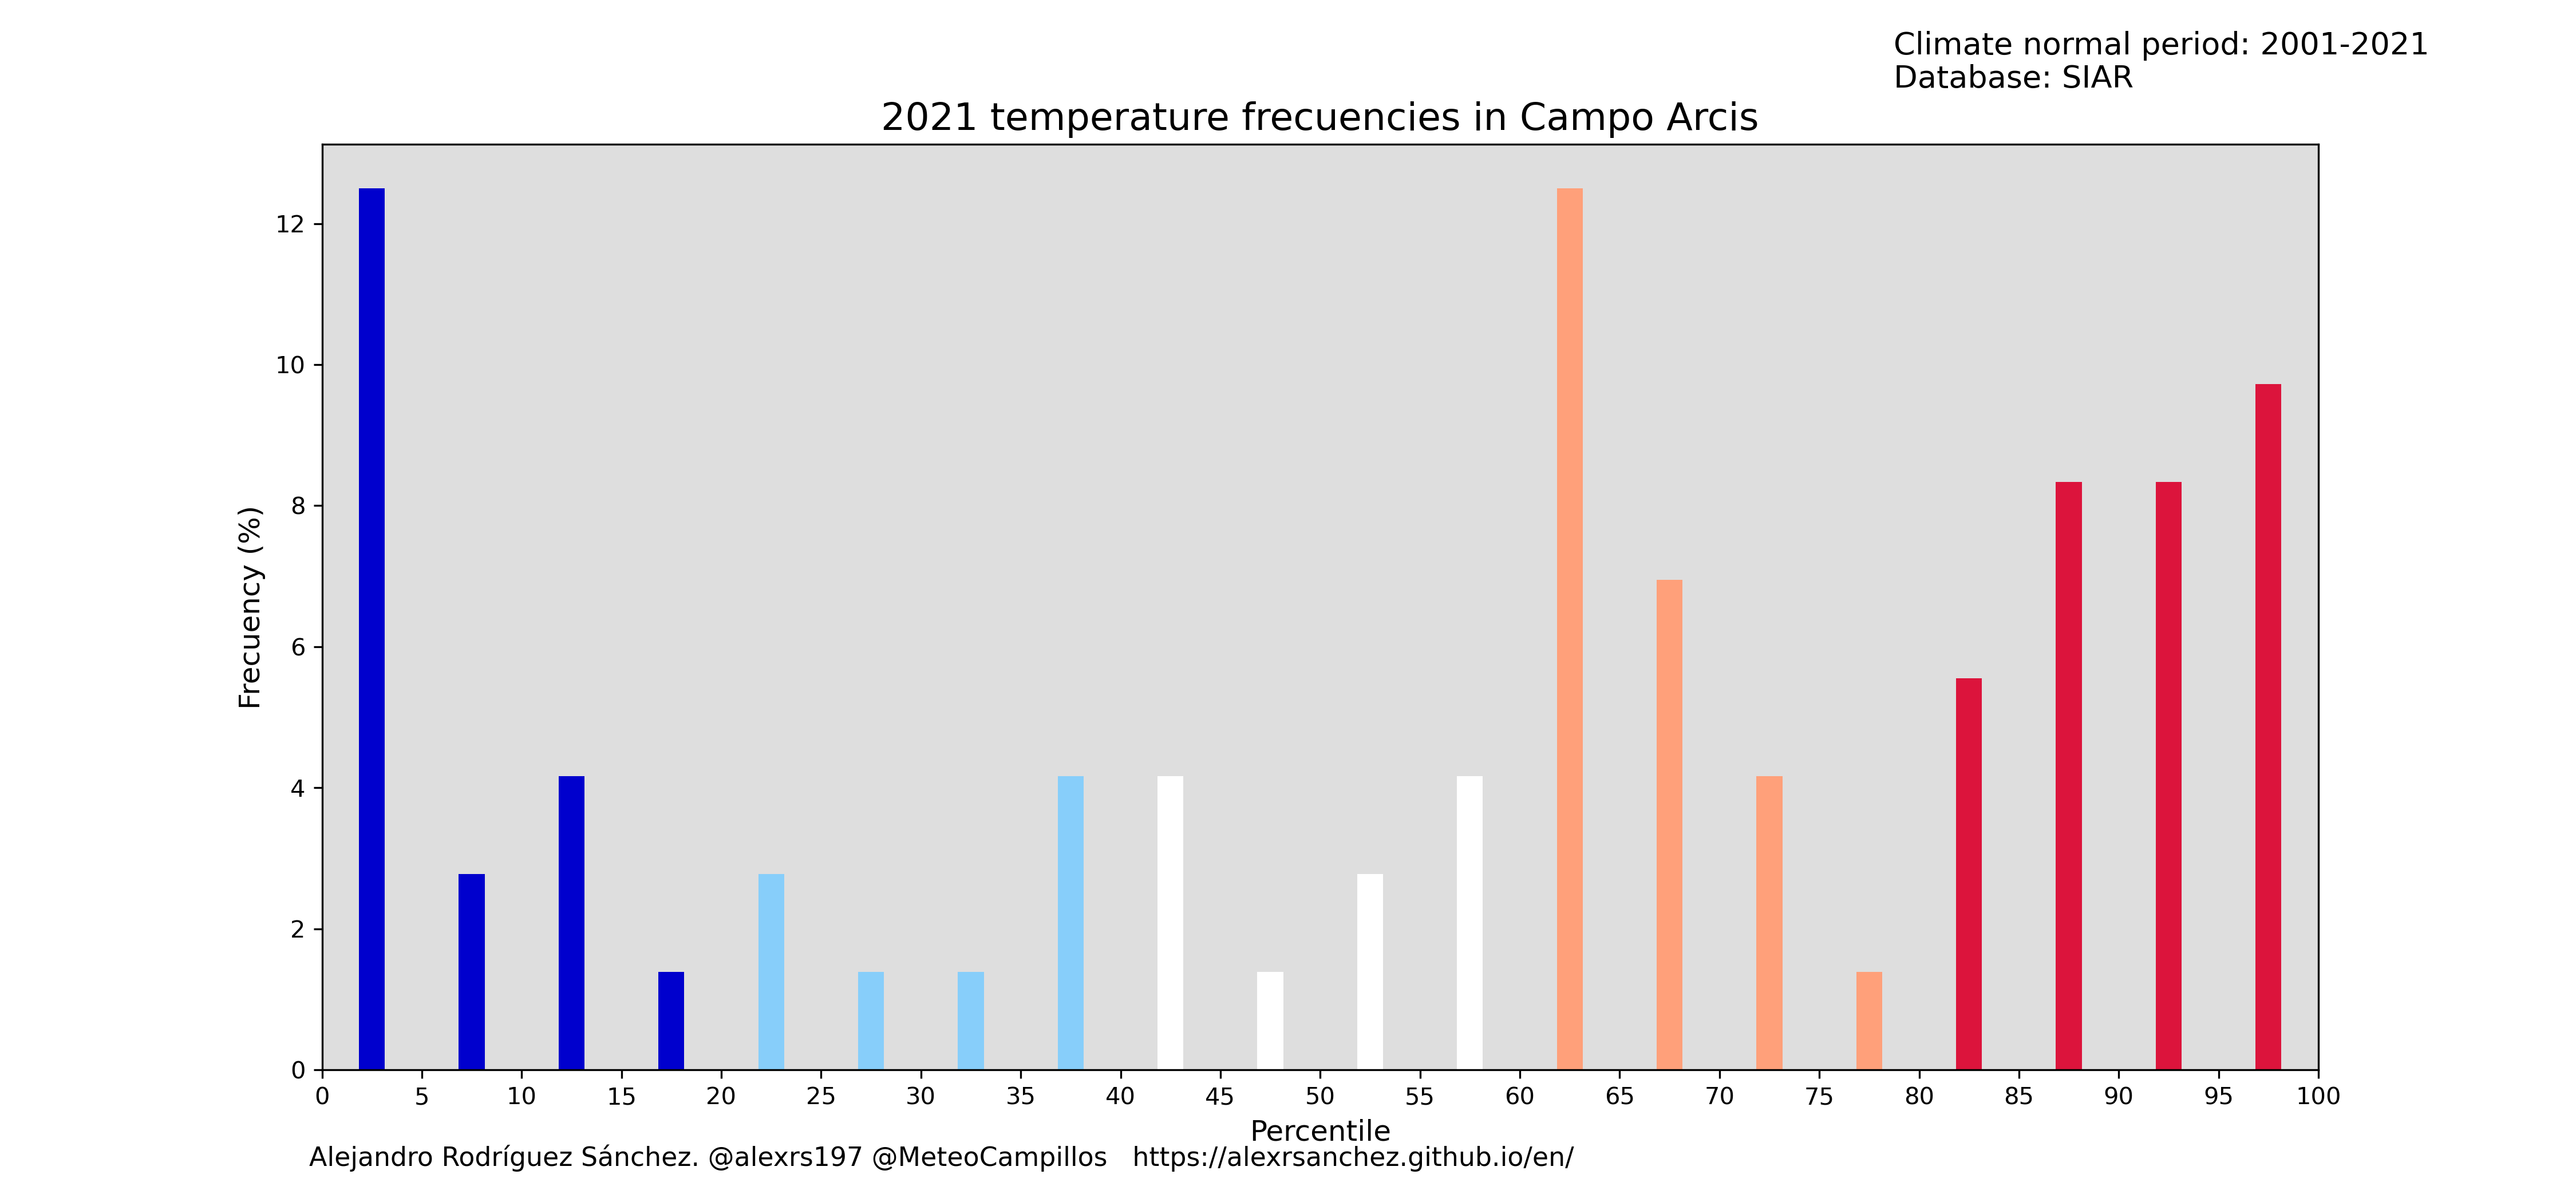 Climate normal period: 2001-2021
Database: SIAR
2021 temperature frecuencies in Campo Arcis
Frecuency (%)
12
10
8
6
4
2
0
0 5 10 15 20 25 30 35 40 45 50 55 60 65 70 75 80 85 90 95 100
Percentile
Alejandro Rodríguez Sánchez. @alexrs197 @MeteoCampillos https://alexrsanchez.github.io/en/